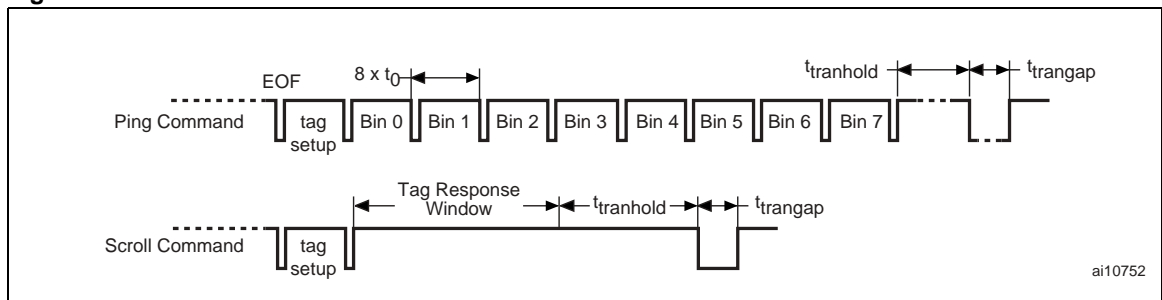 EOF
8 x t0
ttranhold
ttrangap
Ping Command
tag
setup
Bin 0
Bin 1
Bin 2
Bin 3
Bin 4
Bin 5
Bin 6
Bin 7
Tag Response
Window
ttranhold
ttrangap
Scroll Command
tag
setup
ai10752